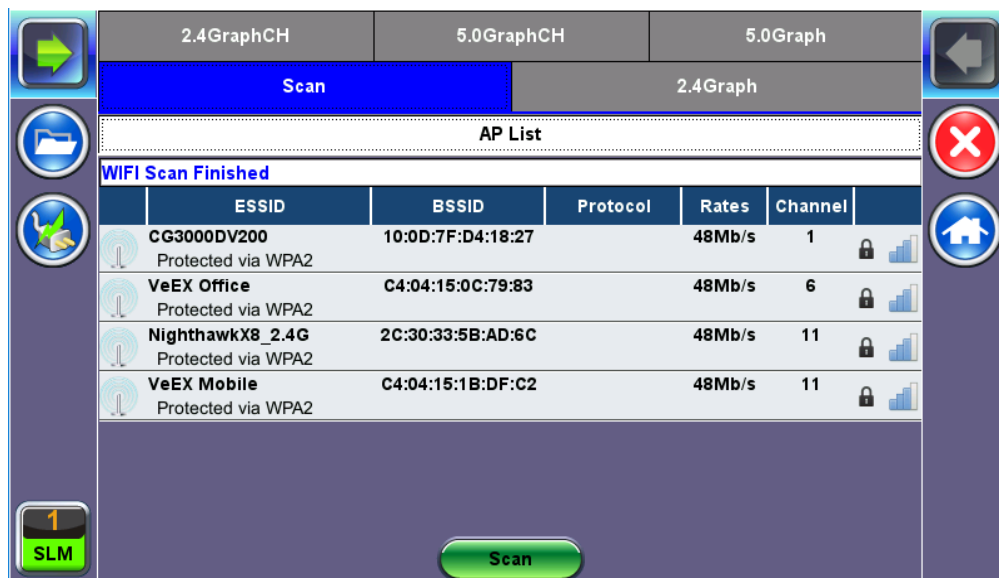 2.4GraphCH 5.0GraphCH 5.0Graph
Scan 2.4Graph
AP List
WIFI Scan Finished
ESSID BSSID Protocol Rates Channel
CG3000DV200 10:0D:7F:D4:18:27 48Mb/s 1
Protected via WPA2
VeEX Office C4:04:15:0C:79:83 48Mb/s 6
Protected via WPA2
NighthawkX8_2.4G 2C:30:33:5B:AD:6C 48Mb/s 11
Protected via WPA2
VeEX Mobile C4:04:15:1B:DF:C2 48Mb/s 11
Protected via WPA2
1
SLM
Scan